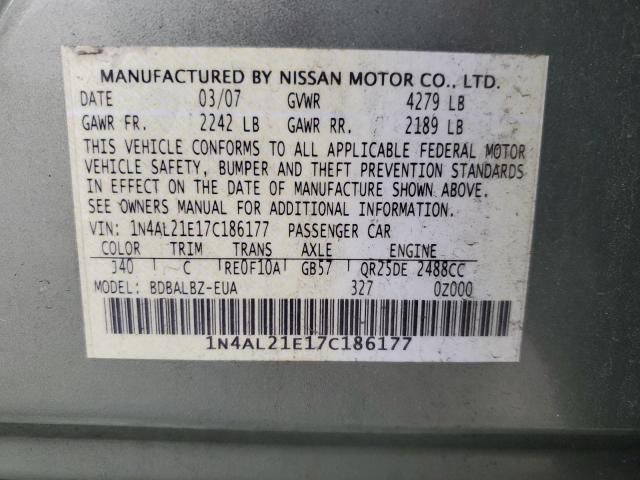 MANUFACTURED BY NISSAN MOTOR CO., LTD.
DATE 03/07 GVWR 4279 LB
GAWR FR. 2242 LB GAWR RR. 2189 LB
THIS VEHICLE CONFORMS TO ALL APPLICABLE FEDERAL MOTOR
VEHICLE SAFETY, BUMPER AND THEFT PREVENTION STANDARDS
IN EFFECT ON THE DATE OF MANUFACTURE SHOWN ABOVE.
SEE OWNERS MANUAL FOR ADDITIONAL INFORMATION.
VIN: 1N4AL21E17C186177 PASSENGER CAR
COLOR TRIM TRANS AXLE ENGINE
J40 C RE0F10A GB57 QR25DE 2488CC
MODEL: BDBALBZ-EUA 327 0Z000
1N4AL21E17C186177